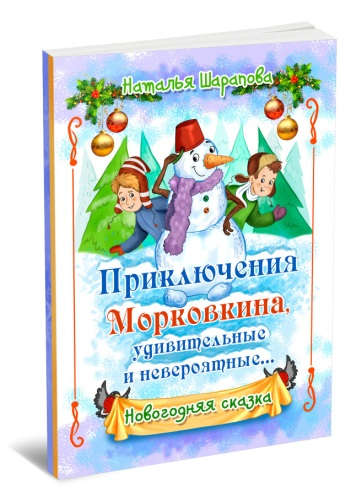 Наталья Шарапова
Приключения
Морковкина,
удивительные
и невероятные...
Новогодняя сказка